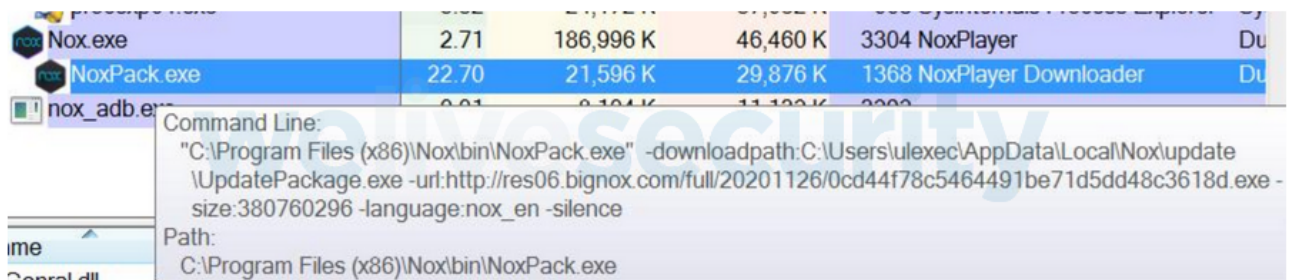 Nox.exe 2.71 186,996 K 46,460 K 3304 NoxPlayer Du
NoxPack.exe 22.70 21,596 K 29,876 K 1368 NoxPlayer Downloader Du
nox_adb.e
Command Line:
"C:\Program Files (x86)\Nox\bin\NoxPack.exe" -downloadpath:C:\Users\ulexec\AppData\Local\Nox\update
\UpdatePackage.exe -url:http://res06.bignox.com/full/20201126/0cd44f78c5464491be71d5dd48c3618d.exe -
size:380760296 -language:nox_en -silence
Path:
C:\Program Files (x86)\Nox\bin\NoxPack.exe
ame
welivesecurity